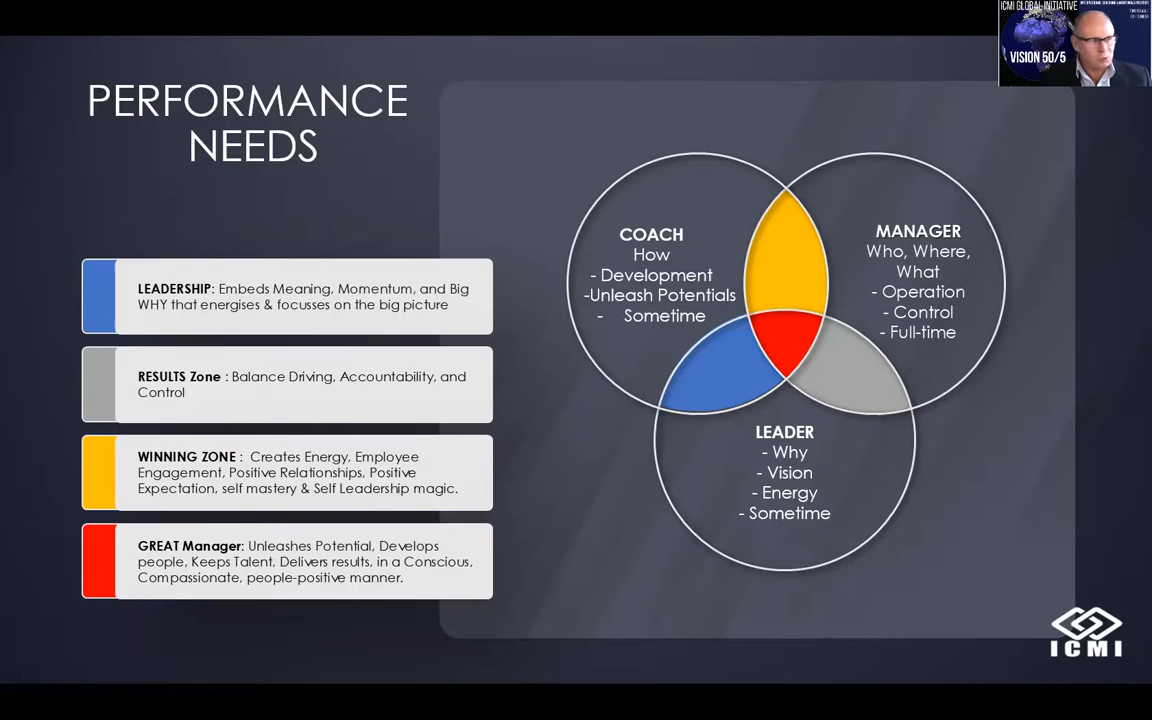 ICMI GLOBAL INITIATIVE
VISION 50/5
PERFORMANCE
NEEDS
LEADERSHIP: Embeds Meaning, Momentum, and Big
WHY that energises & focusses on the big picture
RESULTS Zone : Balance Driving, Accountability, and
Control
WINNING ZONE : Creates Energy, Employee
Engagement, Positive Relationships, Positive
Expectation, self mastery & Self Leadership magic.
GREAT Manager: Unleashes Potential, Develops
people, Keeps Talent, Delivers results, in a Conscious,
Compassionate, people-positive manner.
COACH
How
- Development
-Unleash Potentials
- Sometime
MANAGER
Who, Where,
What
- Operation
- Control
- Full-time
LEADER
- Why
- Vision
- Energy
- Sometime
ICMI